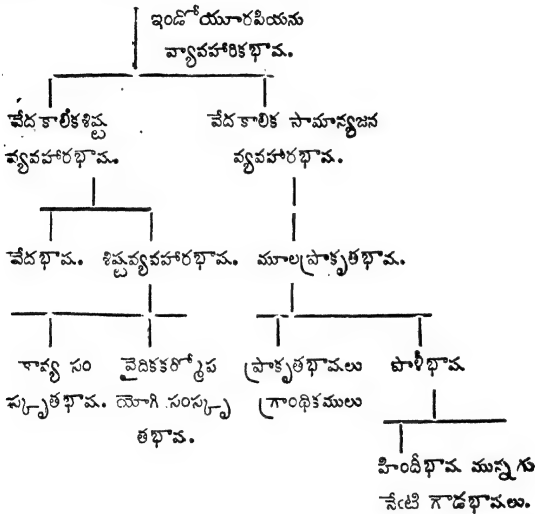 ఇండోయూరపియను
వ్యావహారికభాష.
వేదకాలికశిష్ట
వ్యవహారభాష.
వేదకాలిక సామాన్యజన
వ్యవహారభాష.
వేదభాష. శిష్టవ్యవహారభాష. మూలప్రాకృతభాష.
కావ్య సం
స్కృతభాష.
వైదికకర్మోప
యోగి సంస్కృ
తభాష.
ప్రాకృతభాషలు
గ్రాంథికములు
పాళీభాష
హిందీభాష మున్నగు
నేఁటి గౌడభాషలు.